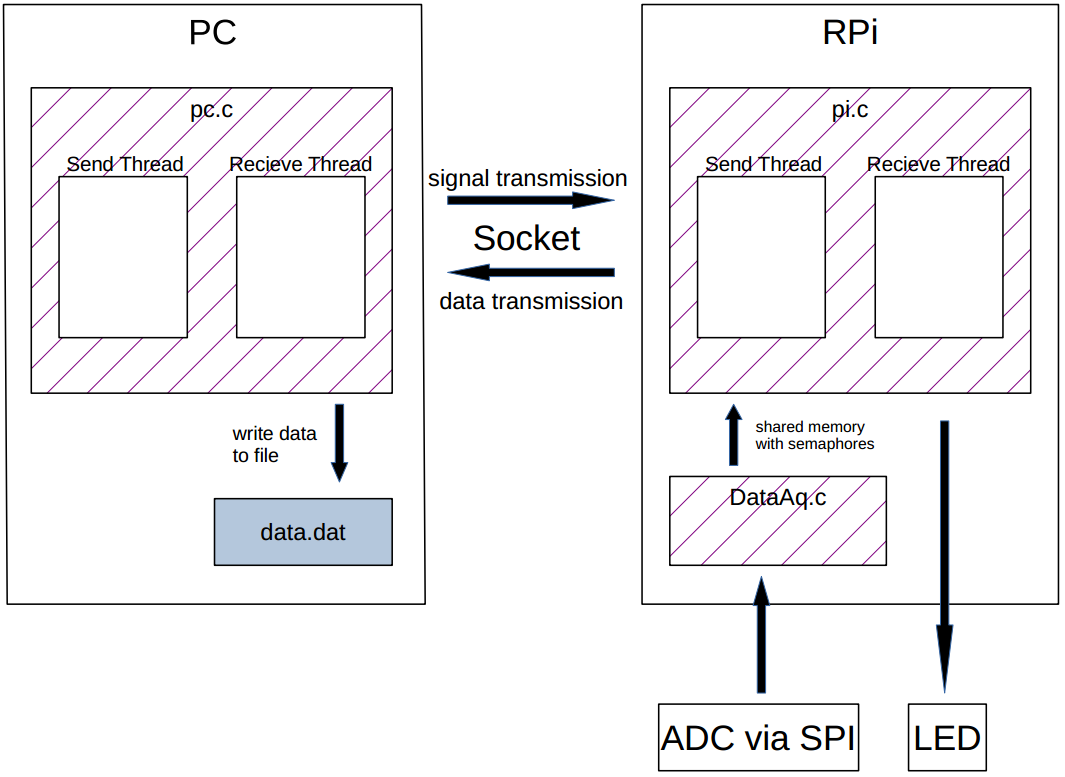 PC
pc.c
Send Thread
Recieve Thread
write data
to file
data.dat
signal transmission
Socket
data transmission
RPi
pi.c
Send Thread
Recieve Thread
shared memory
with semaphores
DataAq.c
ADC via SPI
LED